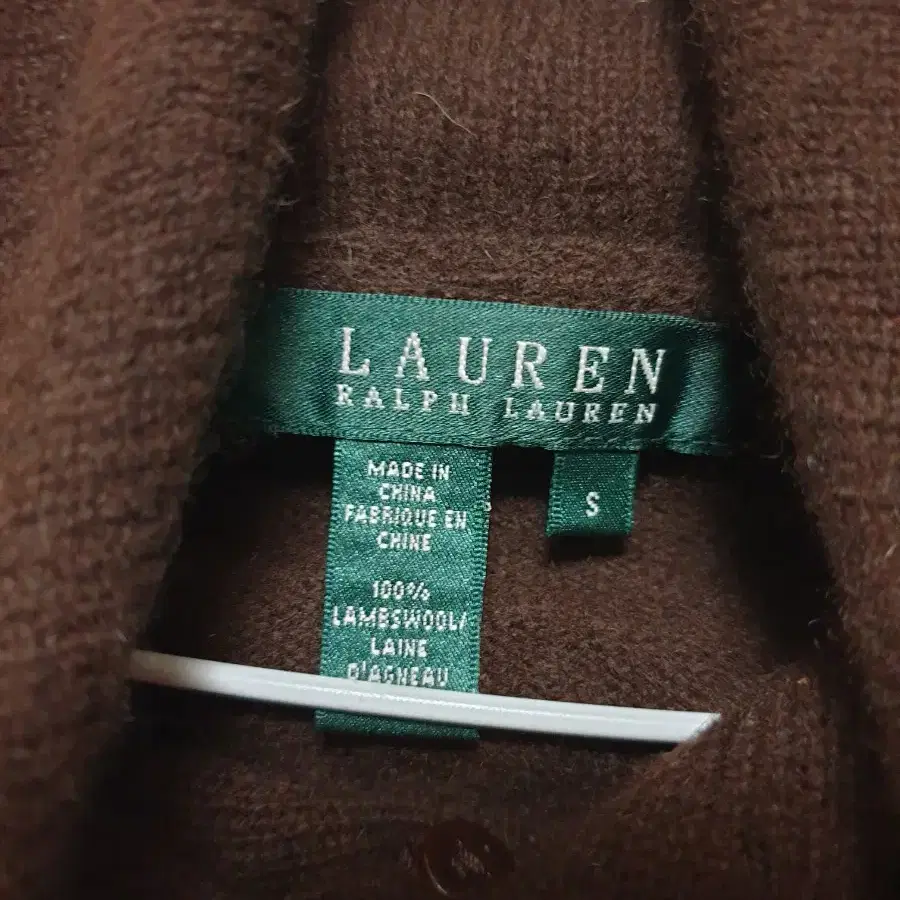 LAUREN
RALPH LAUREN
MADE IN
CHINA
FABRIQUE EN
CHINE
100%
LAMBSWOOL/
LAINE
D'AGNEAU
S